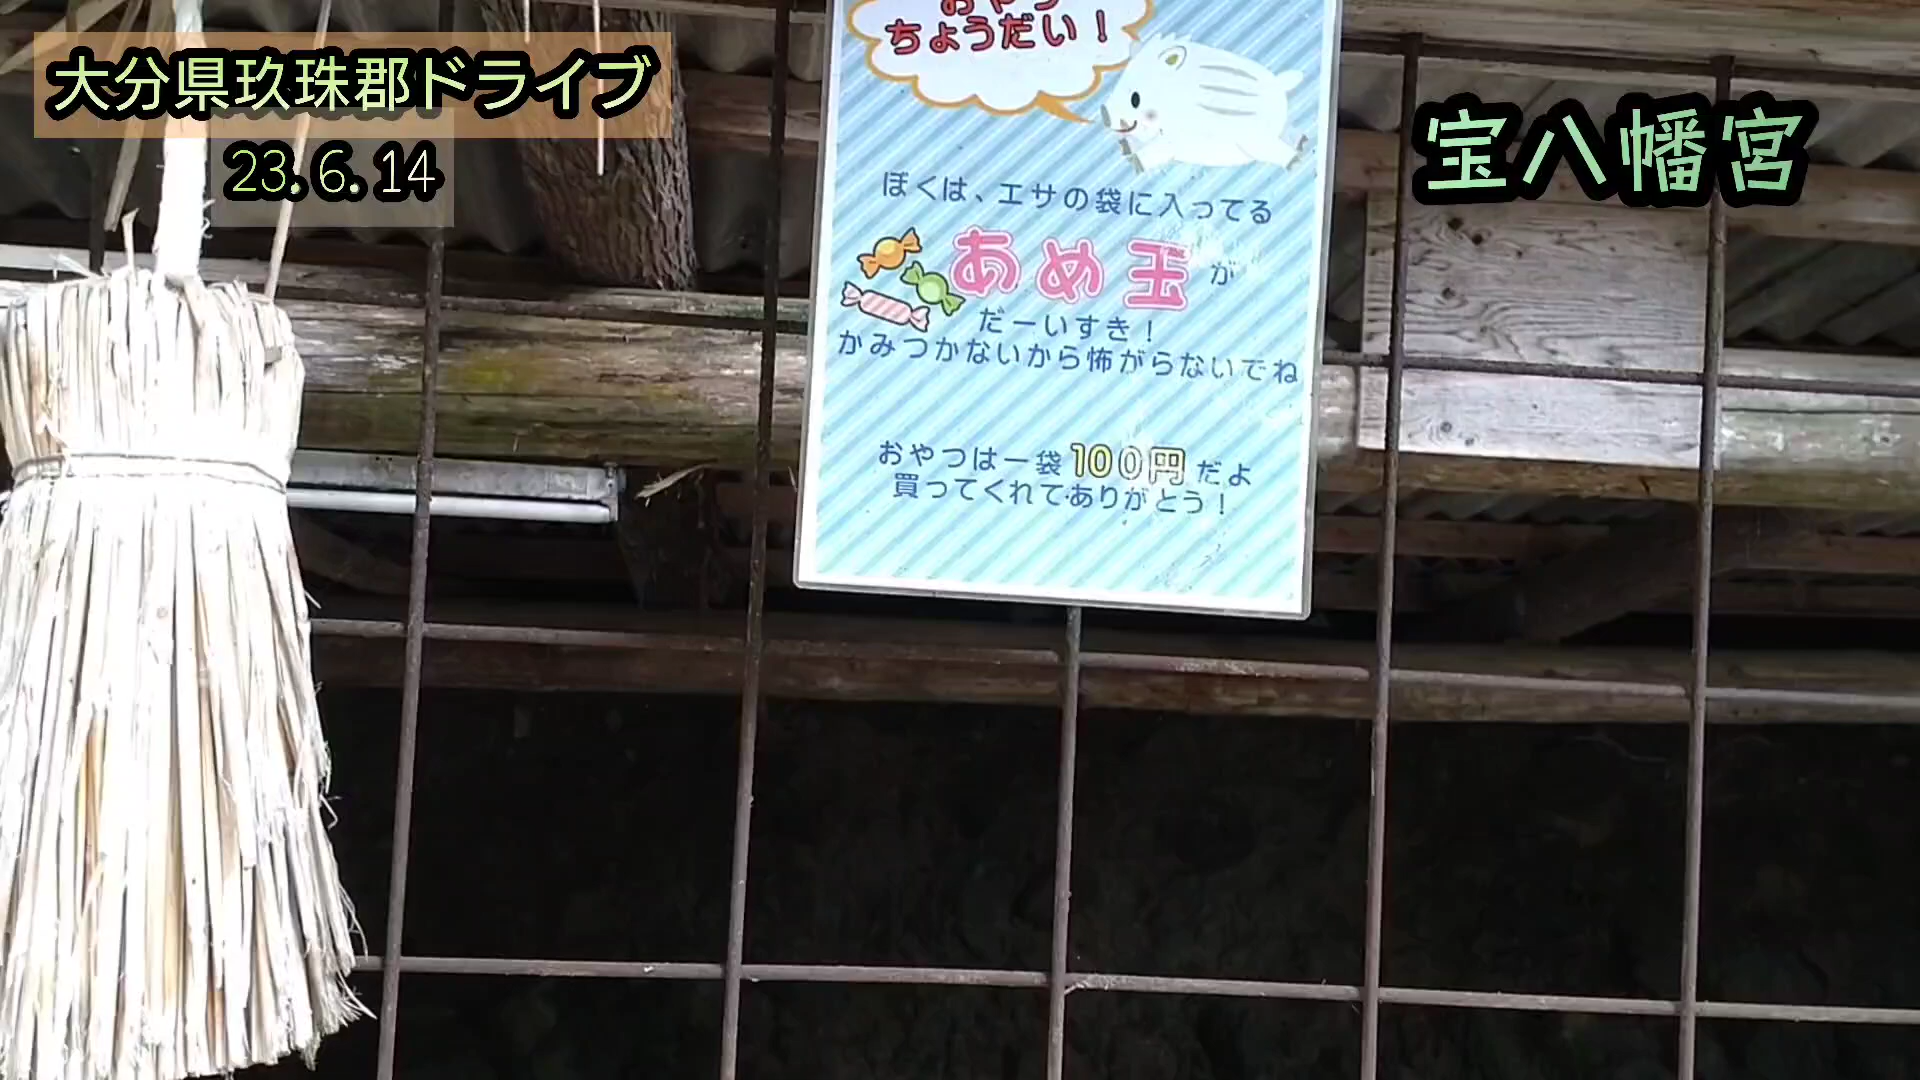 大分県玖珠郡ドライブ
23.6.14
宝八幡宮
おやつ
ちょうだい！
ぼくは、エサの袋に入ってる
あめ玉が
だーいすき！
かみつかないから怖がらないでね
おやつは一袋100円だよ
買ってくれてありがとう！